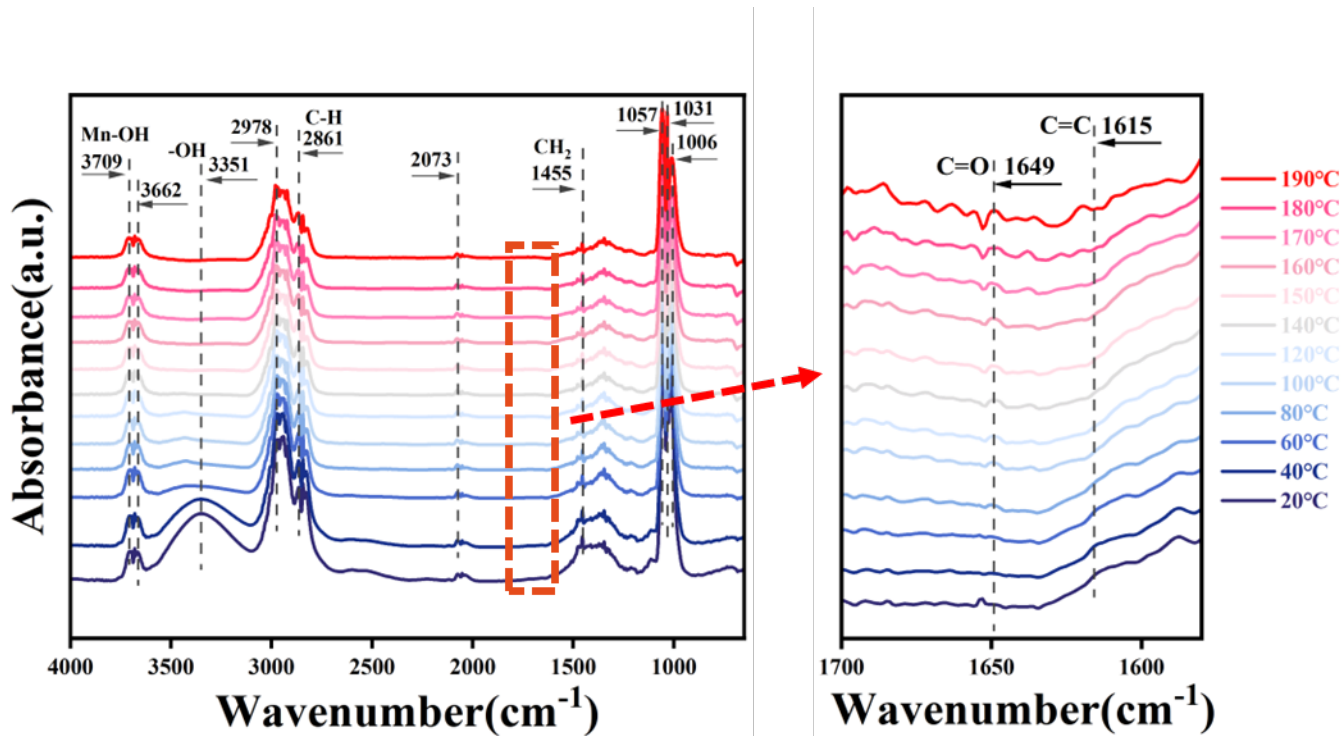 Absorbance(a.u.)
Mn-OH
3709
3662
-OH
3351
2978
C-H
2861
2073
CH₂
1455
1057
1031
1006
4000 3500 3000 2500 2000 1500 1000
Wavenumber(cm⁻¹)
C=O
1649
C=C
1615
1700 1650 1600
Wavenumber(cm⁻¹)
190°C
180°C
170°C
160°C
150°C
140°C
120°C
100°C
80°C
60°C
40°C
20°C